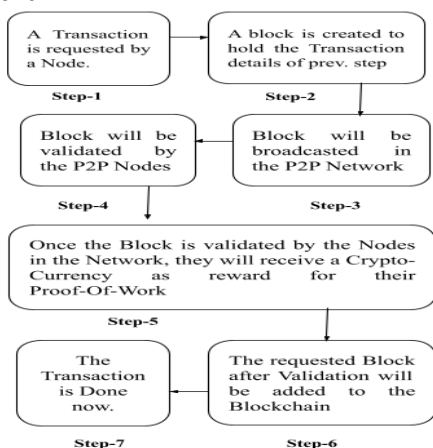 A Transaction
is requested by
a Node.
Step-1
A block is created to
hold the Transaction
details of prev. step
Step-2
Block will be
broadcasted in
the P2P Network
Step-3
Block will be
validated by
the P2P Nodes
Step-4
Once the Block is validated by the Nodes
in the Network, they will receive a Crypto-
Currency as reward for their
Proof-Of-Work
Step-5
The requested Block
after Validation will
be added to the
Blockchain
Step-6
The
Transaction
is Done
now.
Step-7